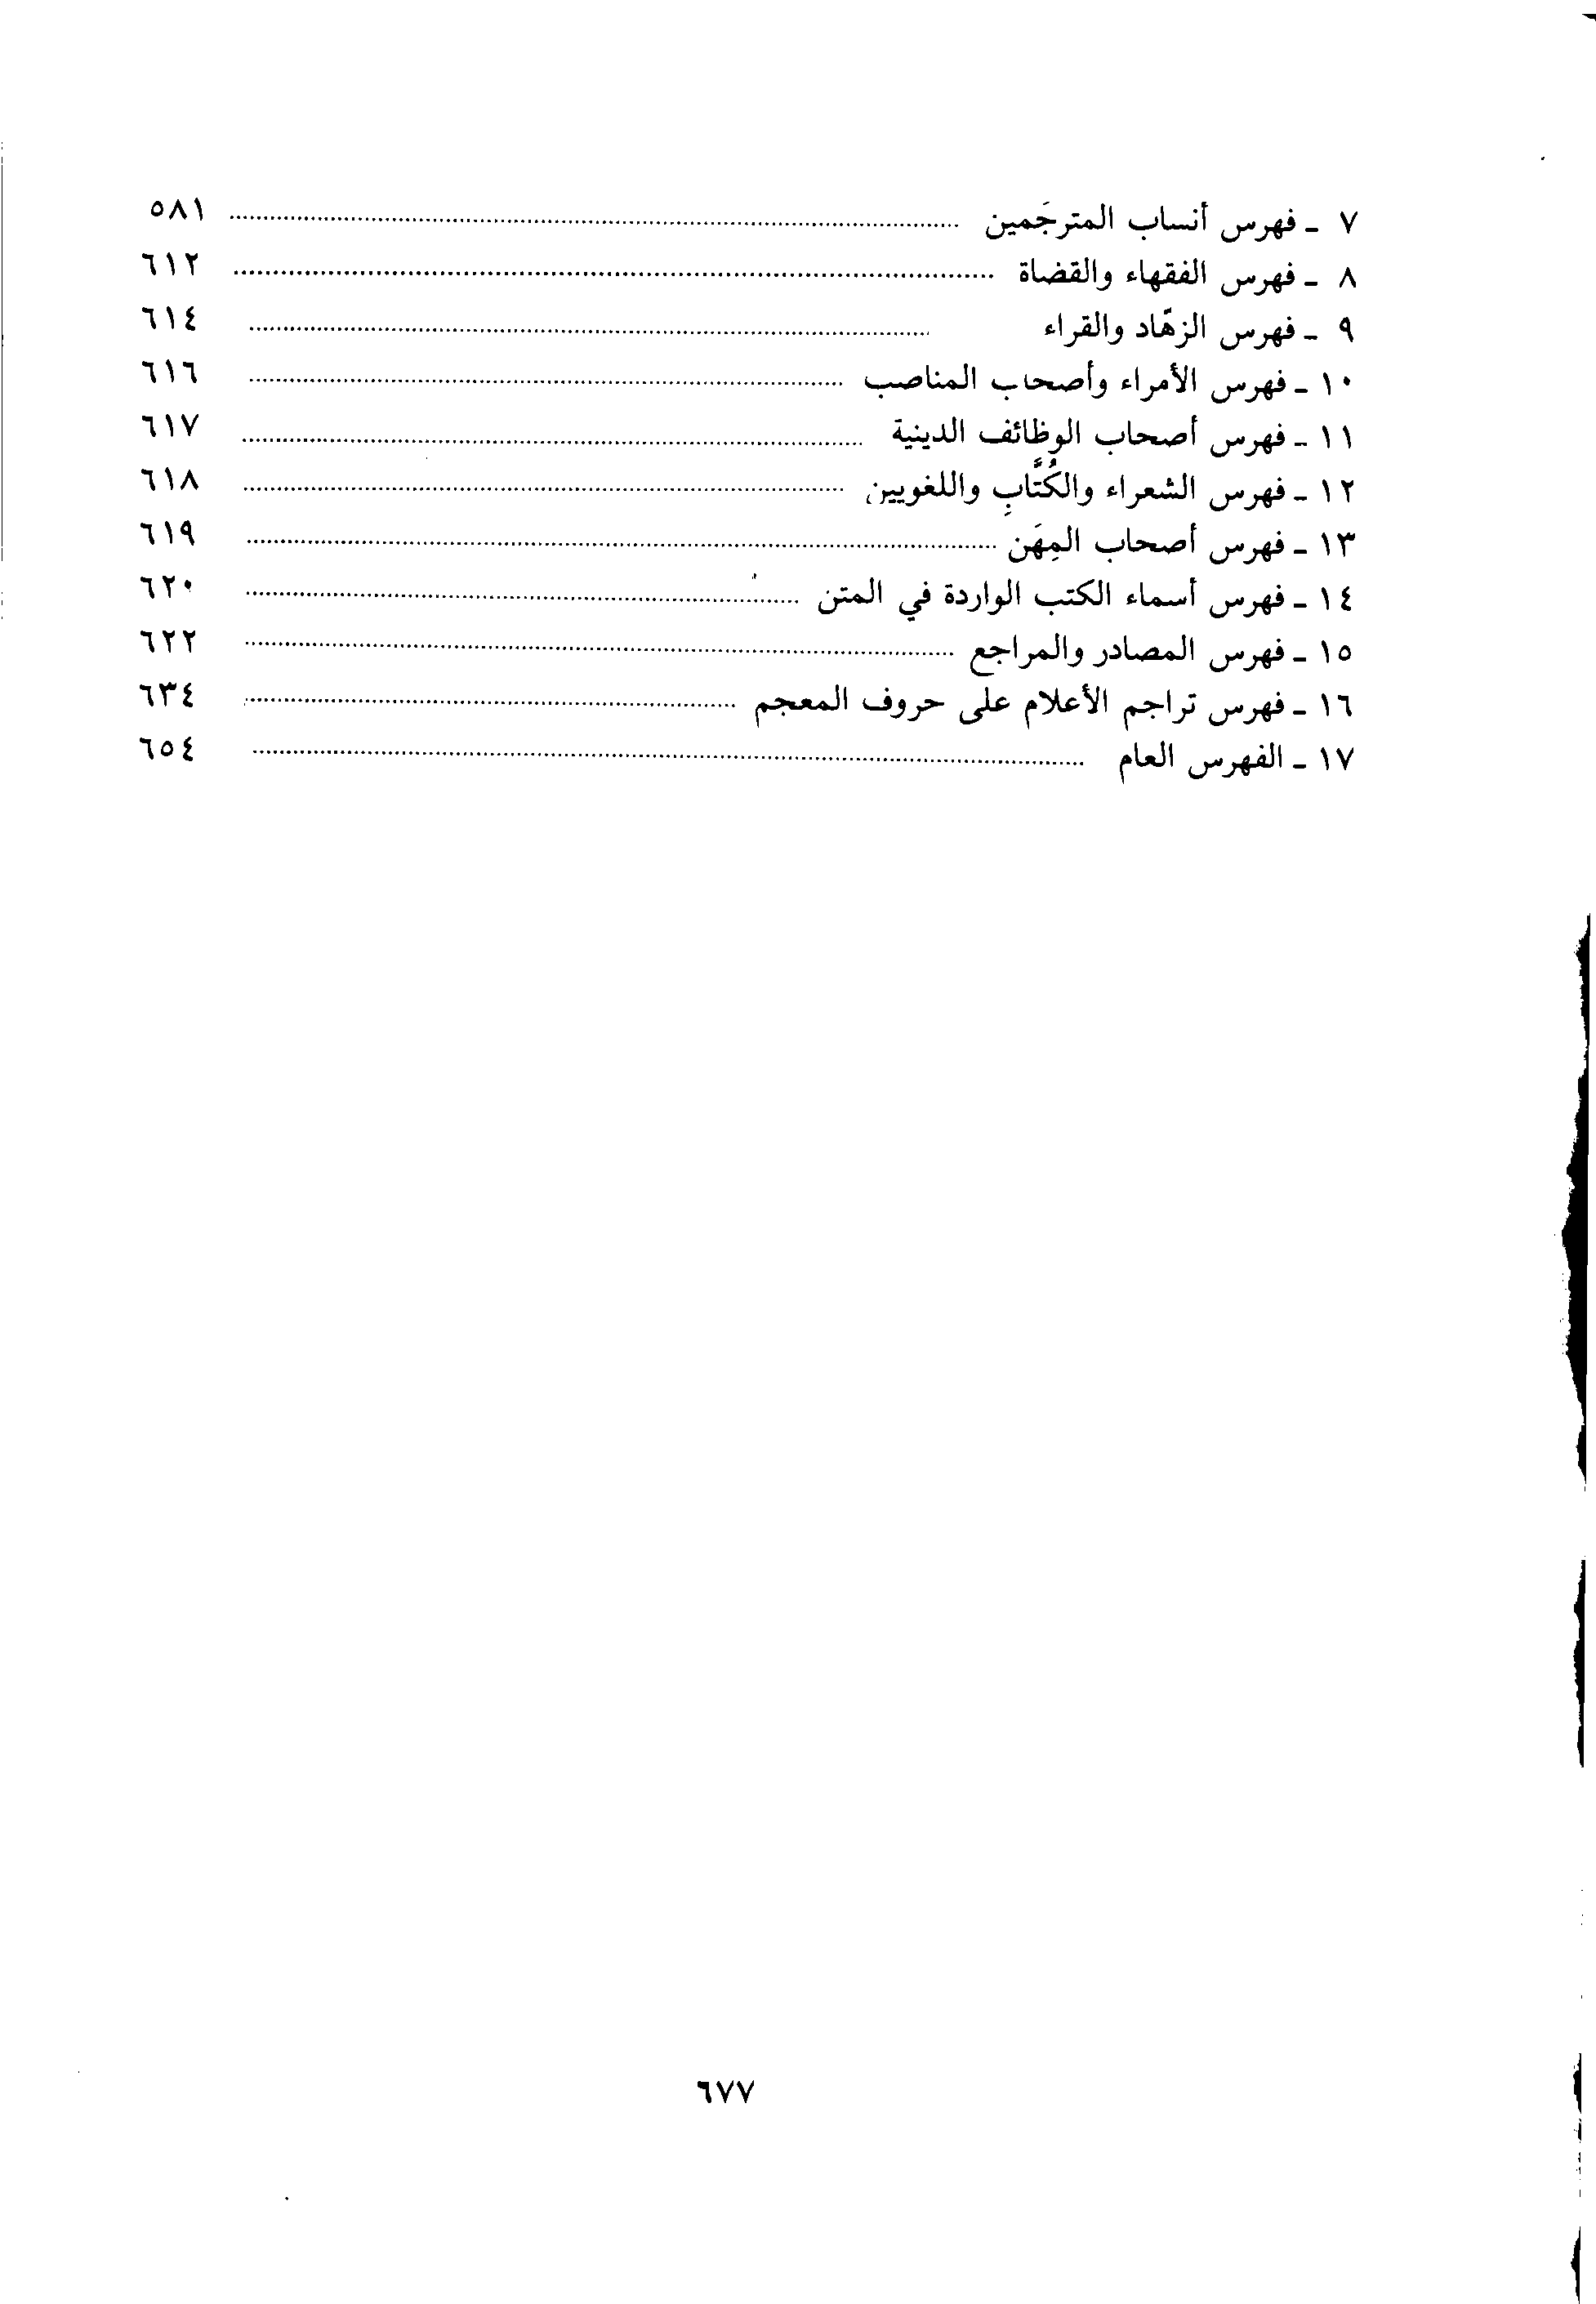 ٧ ـ فهرس أنساب المترجَمين ........ ٥٨١
٨ ـ فهرس الفقهاء والقضاة ........ ٦١٢
٩ ـ فهرس الزهّاد والقراء ........ ٦١٤
١٠ ـ فهرس الأمراء وأصحاب المناصب ........ ٦١٦
١١ ـ فهرس أصحاب الوظائف الدينية ........ ٦١٧
١٢ ـ فهرس الشعراء والكُتَّابِ واللغويين ........ ٦١٨
١٣ ـ فهرس أصحاب المِهَن ........ ٦١٩
١٤ ـ فهرس أسماء الكتب الواردة في المتن ........ ٦٢٠
١٥ ـ فهرس المصادر والمراجع ........ ٦٢٢
١٦ ـ فهرس تراجم الأعلام على حروف المعجم ........ ٦٣٤
١٧ ـ الفهرس العام ........ ٦٥٤
٦٧٧